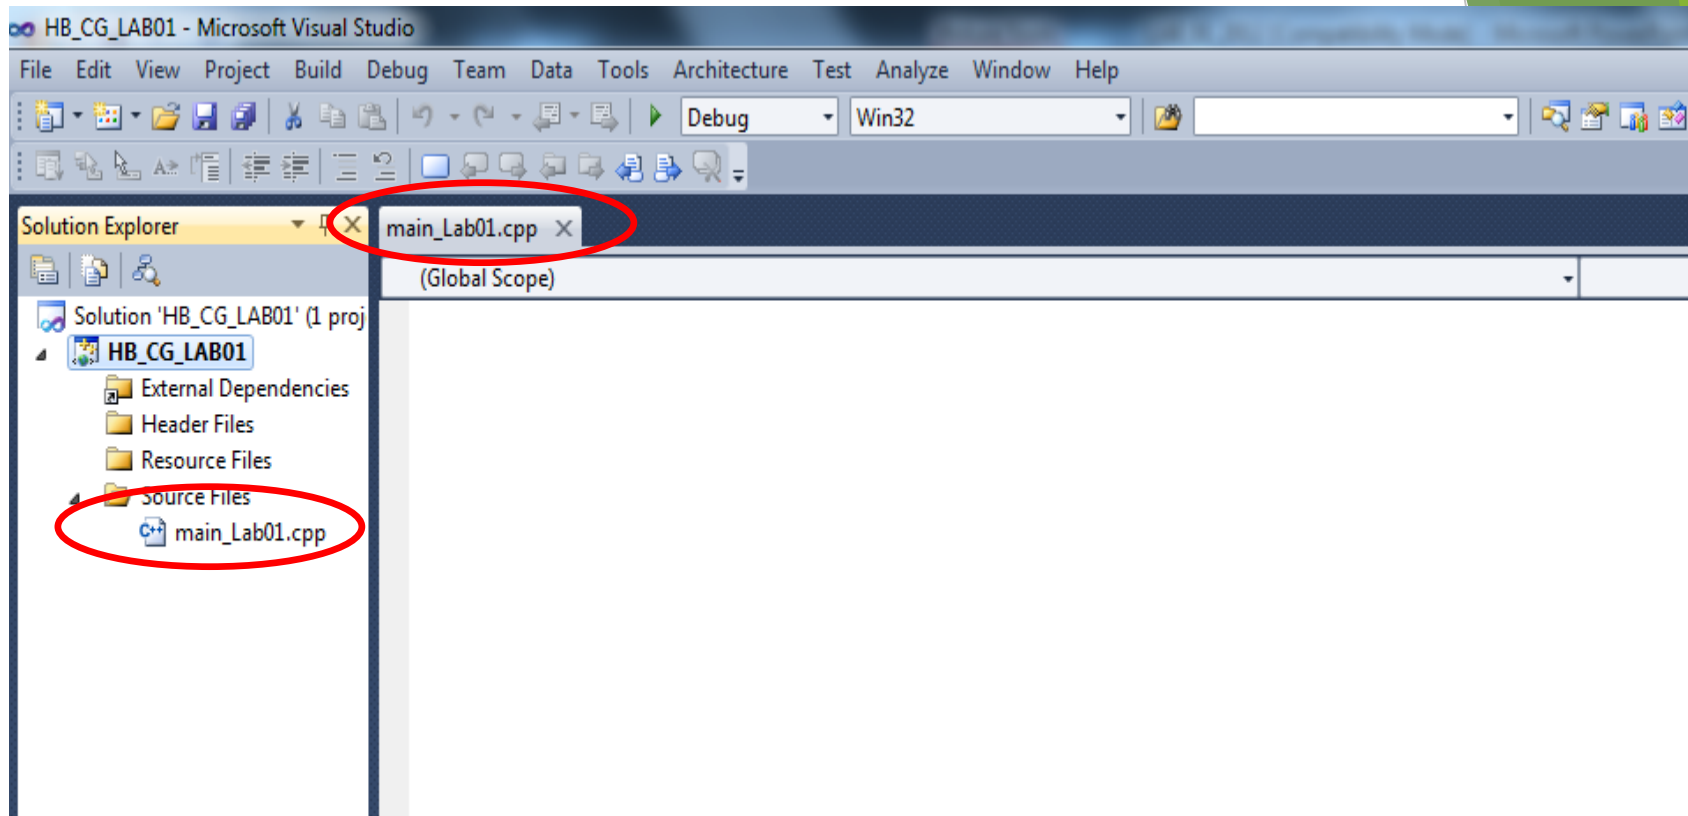 HB_CG_LAB01 - Microsoft Visual Studio
File Edit View Project Build Debug Team Data Tools Architecture Test Analyze Window Help
Debug Win32
Solution Explorer
main_Lab01.cpp
(Global Scope)
Solution 'HB_CG_LAB01' (1 proj
HB_CG_LAB01
External Dependencies
Header Files
Resource Files
Source Files
main_Lab01.cpp